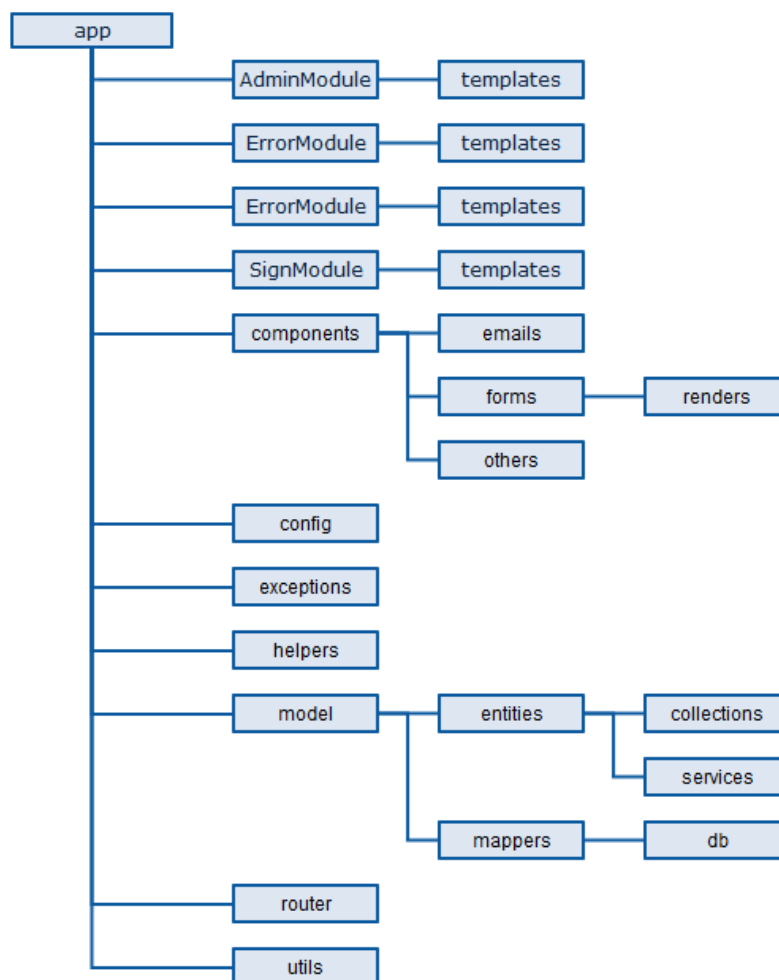 app
AdminModule templates
ErrorModule templates
ErrorModule templates
SignModule templates
components emails
forms renders
others
config
exceptions
helpers
model entities collections
services
mappers db
router
utils